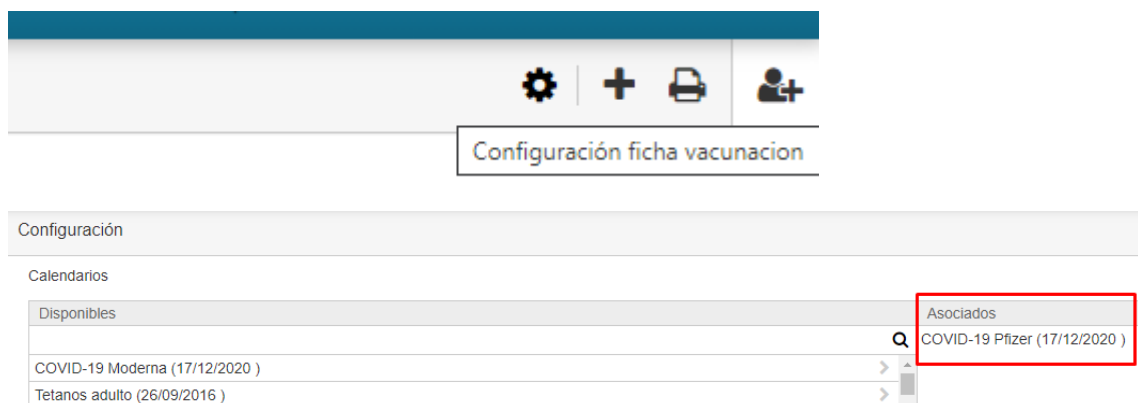 Configuración ficha vacunacion
Configuración
Calendarios
Disponibles
Asociados
COVID-19 Pfizer (17/12/2020 )
COVID-19 Moderna (17/12/2020 )
Tetanos adulto (26/09/2016 )